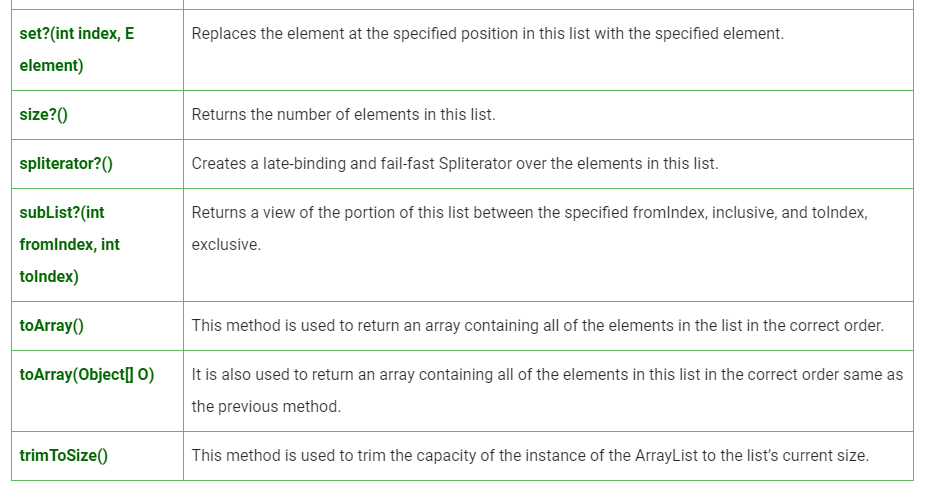 set?(int index, E
element)
Replaces the element at the specified position in this list with the specified element.
size?()
Returns the number of elements in this list.
spliterator?()
Creates a late-binding and fail-fast Spliterator over the elements in this list.
subList?(int
fromIndex, int
toIndex)
Returns a view of the portion of this list between the specified fromIndex, inclusive, and toIndex,
exclusive.
toArray()
This method is used to return an array containing all of the elements in the list in the correct order.
toArray(Object[] O)
It is also used to return an array containing all of the elements in this list in the correct order same as
the previous method.
trimToSize()
This method is used to trim the capacity of the instance of the ArrayList to the list’s current size.